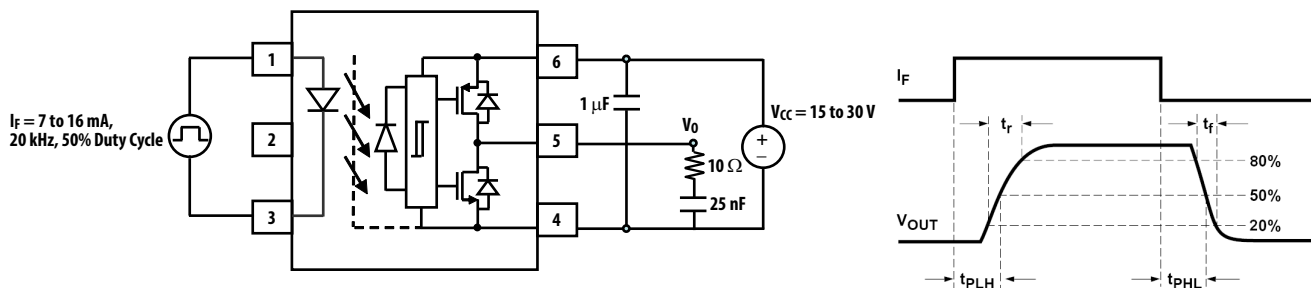 I_F = 7 to 16 mA,
20 kHz, 50% Duty Cycle
1
2
3
6
5
4
1 μF
V_O
10 Ω
25 nF
V_CC = 15 to 30 V
+
−
I_F
t_r
t_f
80%
50%
20%
V_OUT
t_PLH
t_PHL